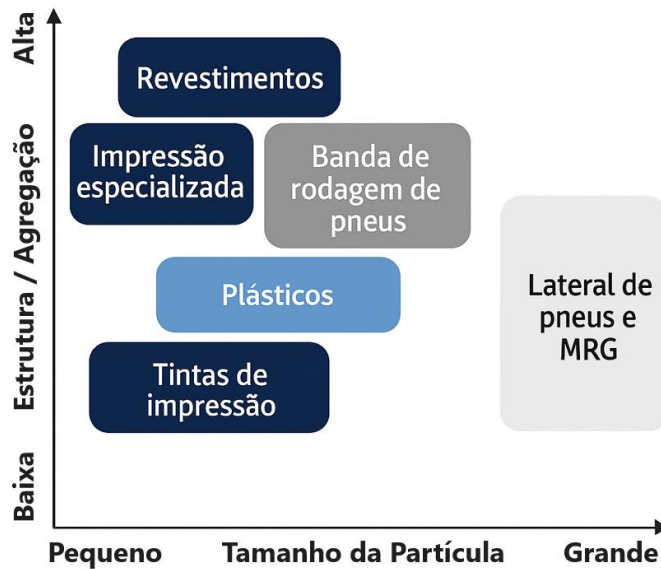 Alta
Estrutura / Agregação
Baixa
Revestimentos
Impressão
especializada
Banda de
rodagem de
pneus
Plásticos
Lateral de
pneus e
MRG
Tintas de
impressão
Pequeno
Tamanho da Partícula
Grande